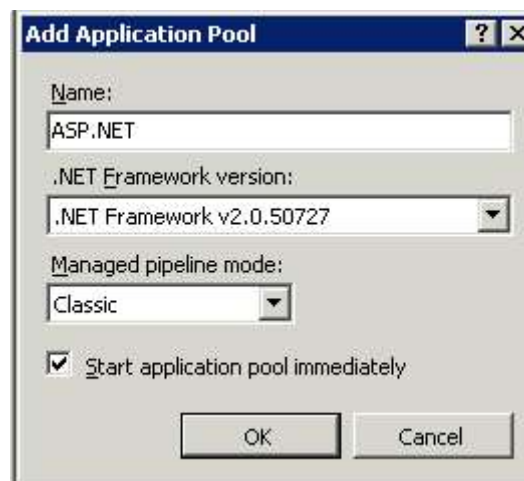 Add Application Pool
Name:
ASP.NET
.NET Framework version:
.NET Framework v2.0.50727
Managed pipeline mode:
Classic
Start application pool immediately
OK Cancel